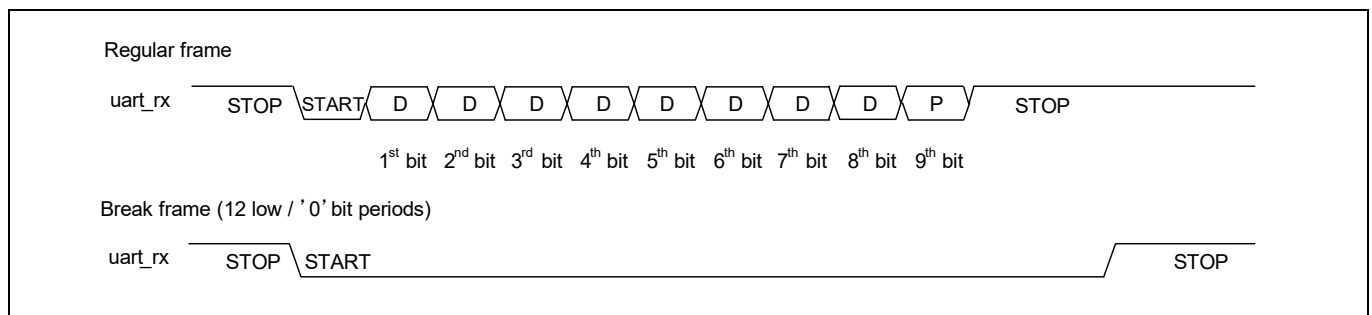 Regular frame
uart_rx STOP START D D D D D D D D P STOP
1st bit 2nd bit 3rd bit 4th bit 5th bit 6th bit 7th bit 8th bit 9th bit
Break frame (12 low / ’0’ bit periods)
uart_rx STOP START STOP